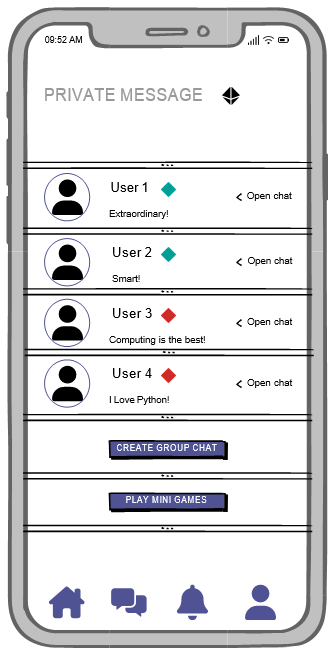 09:52 AM
PRIVATE MESSAGE
User 1
Open chat
Extraordinary!
User 2
Open chat
Smart!
User 3
Open chat
Computing is the best!
User 4
Open chat
I Love Python!
CREATE GROUP CHAT
PLAY MINI GAMES